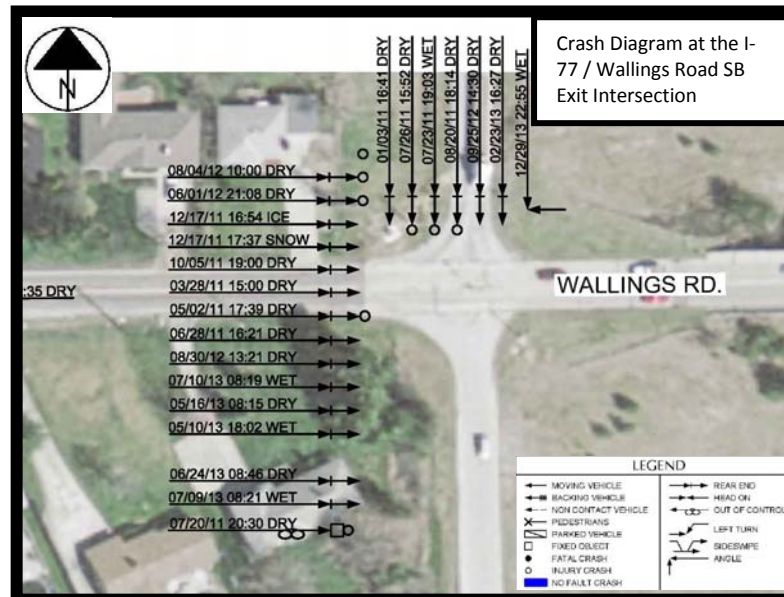 N
Crash Diagram at the I-
77 / Wallings Road SB
Exit Intersection
01/03/11 16:41 DRY
07/26/11 15:52 DRY
07/23/11 19:03 WET
08/20/11 18:14 DRY
09/25/12 14:30 DRY
02/23/13 16:27 DRY
12/29/13 22:55 WET
08/04/12 10:00 DRY
06/01/12 21:08 DRY
12/17/11 16:54 ICE
12/17/11 17:37 SNOW
10/05/11 19:00 DRY
03/28/11 15:00 DRY
:35 DRY
05/02/11 17:39 DRY
06/28/11 16:21 DRY
08/30/12 13:21 DRY
07/10/13 08:19 WET
05/16/13 08:15 DRY
05/10/13 18:02 WET
06/24/13 08:46 DRY
07/09/13 08:21 WET
07/20/11 20:30 DRY
WALLINGS RD.
LEGEND
MOVING VEHICLE
BACKING VEHICLE
NON CONTACT VEHICLE
PEDESTRIANS
PARKED VEHICLE
FIXED OBJECT
FATAL CRASH
INJURY CRASH
NO FAULT CRASH
REAR END
HEAD ON
OUT OF CONTROL
LEFT TURN
SIDESWIPE
ANGLE